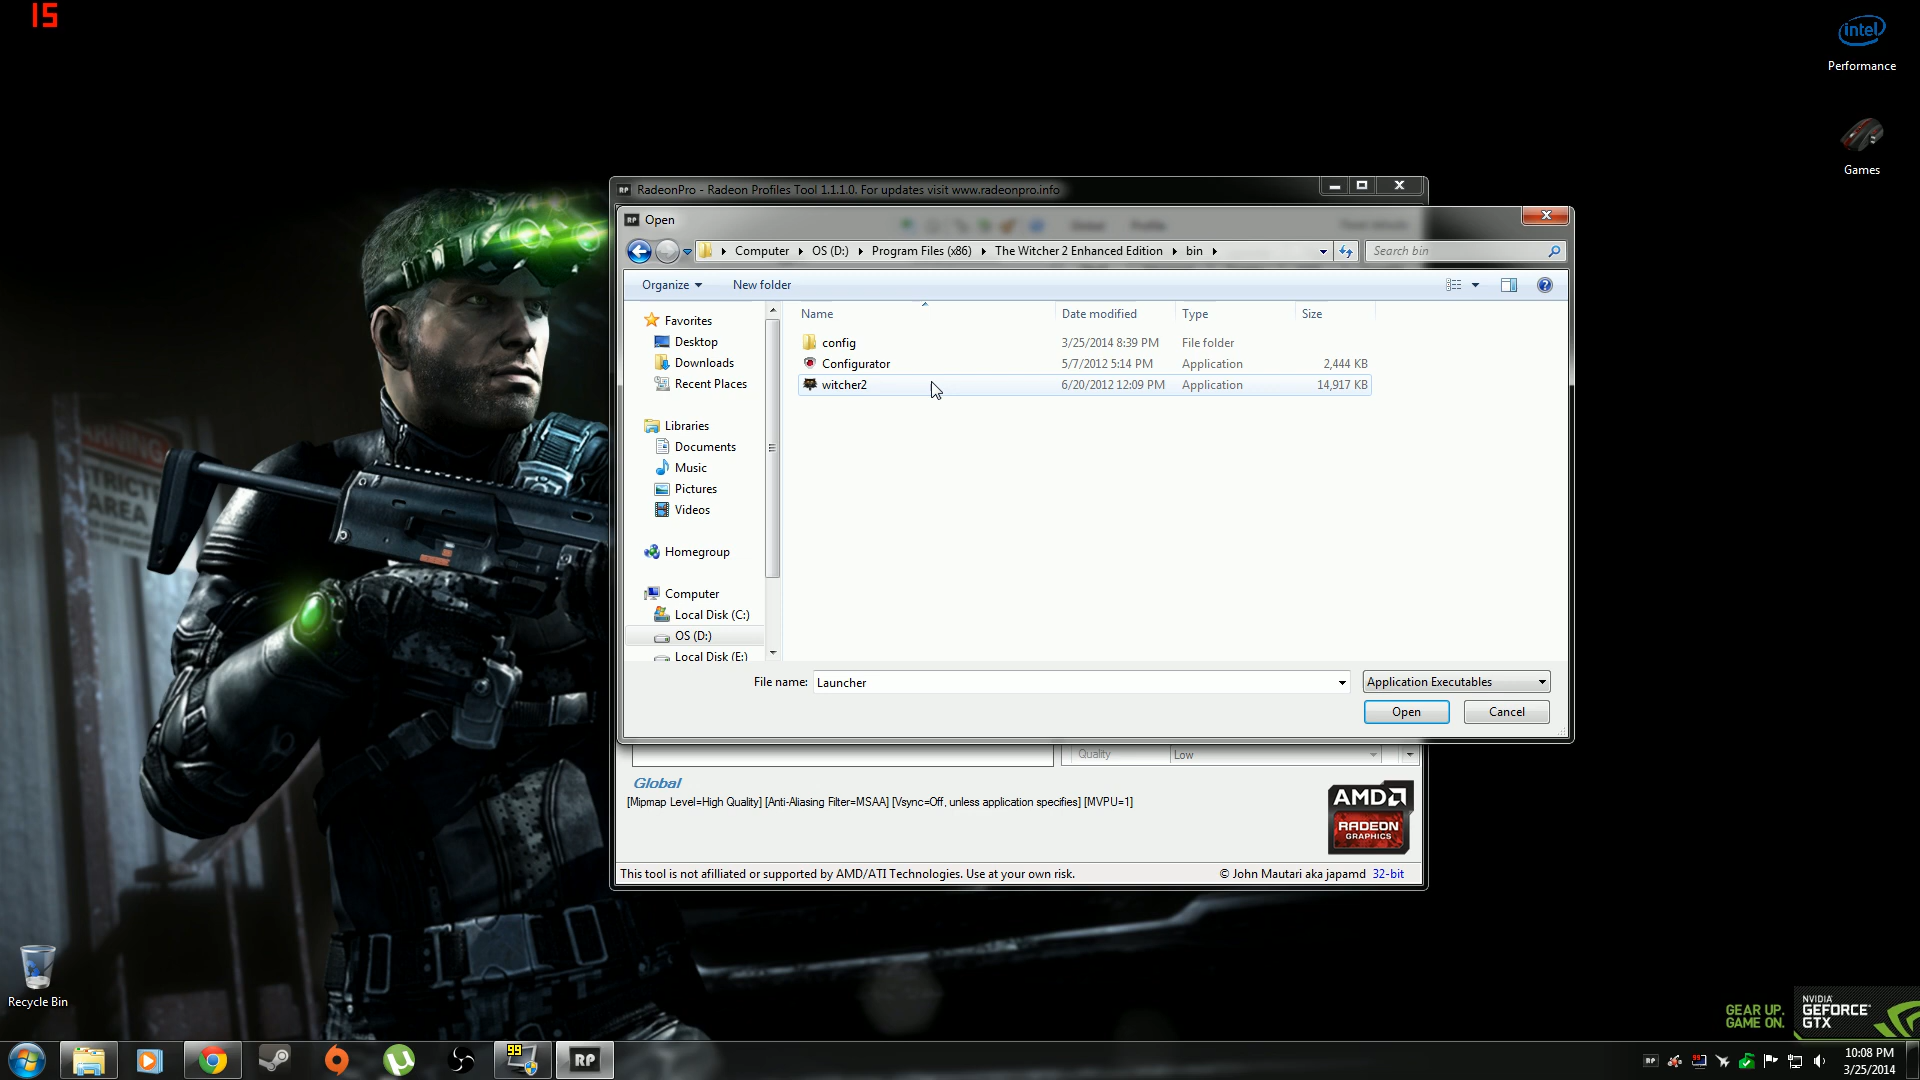 15
intel
Performance
Games
RadeonPro - Radeon Profiles Tool 1.1.1.0. For updates visit www.radeonpro.info
RP Open
Computer OS (D:) Program Files (x86) The Witcher 2 Enhanced Edition bin
Search bin
Organize New folder
Name Date modified Type Size
config 3/25/2014 8:39 PM File folder
Configurator 5/7/2012 5:14 PM Application 2,444 KB
witcher2 6/20/2012 12:09 PM Application 14,917 KB
Favorites
Desktop
Downloads
Recent Places
Libraries
Documents
Music
Pictures
Videos
Homegroup
Computer
Local Disk (C:)
OS (D:)
Local Disk (E:)
File name: Launcher Application Executables
Open Cancel
Quality Low
Global
[Mipmap Level=High Quality] [Anti-Aliasing Filter=MSAA] [Vsync=Off, unless application specifies] [MVPU=1]
AMD
RADEON
GRAPHICS
This tool is not afiliated or supported by AMD/ATI Technologies. Use at your own risk.
© John Mautari aka japamd 32-bit
Recycle Bin
GEAR UP.
GAME ON.
NVIDIA
GEFORCE
GTX
99
RP
10:08 PM
3/25/2014